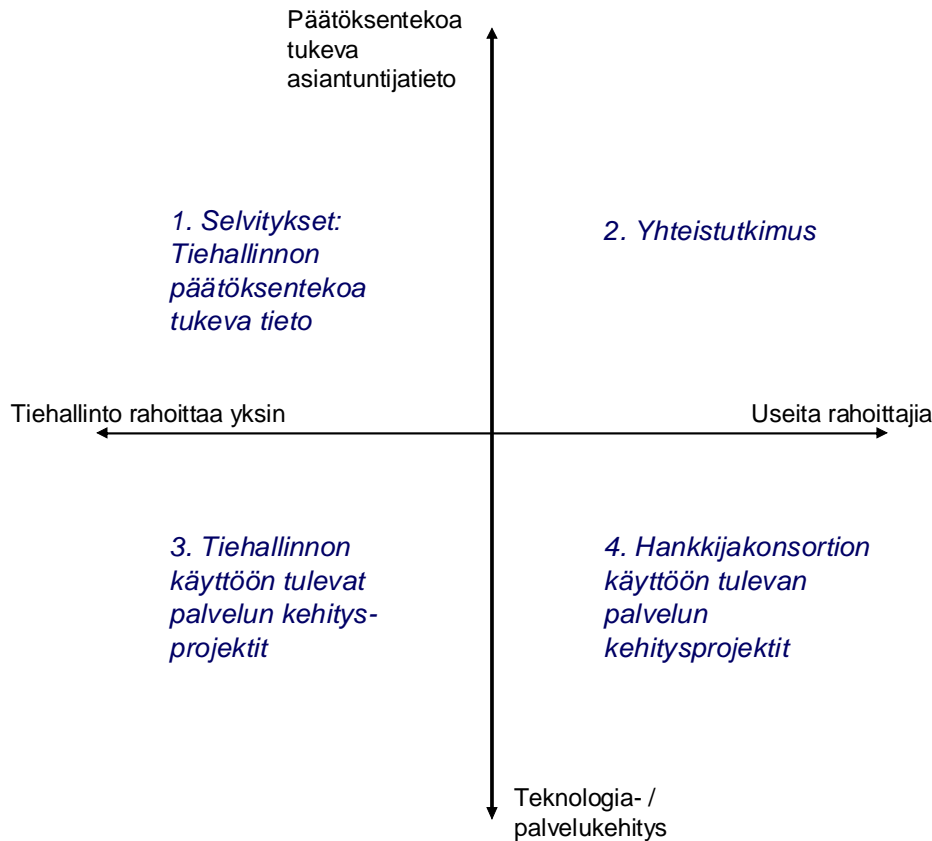 Päätöksentekoa
tukeva
asiantuntijatieto
1. Selvitykset:
Tiehallinnon
päätöksentekoa
tukeva tieto
2. Yhteistutkimus
Tiehallinto rahoittaa yksin
Useita rahoittajia
3. Tiehallinnon
käyttöön tulevat
palvelun kehitys-
projektit
4. Hankkijakonsortion
käyttöön tulevan
palvelun
kehitysprojektit
Teknologia- /
palvelukehitys